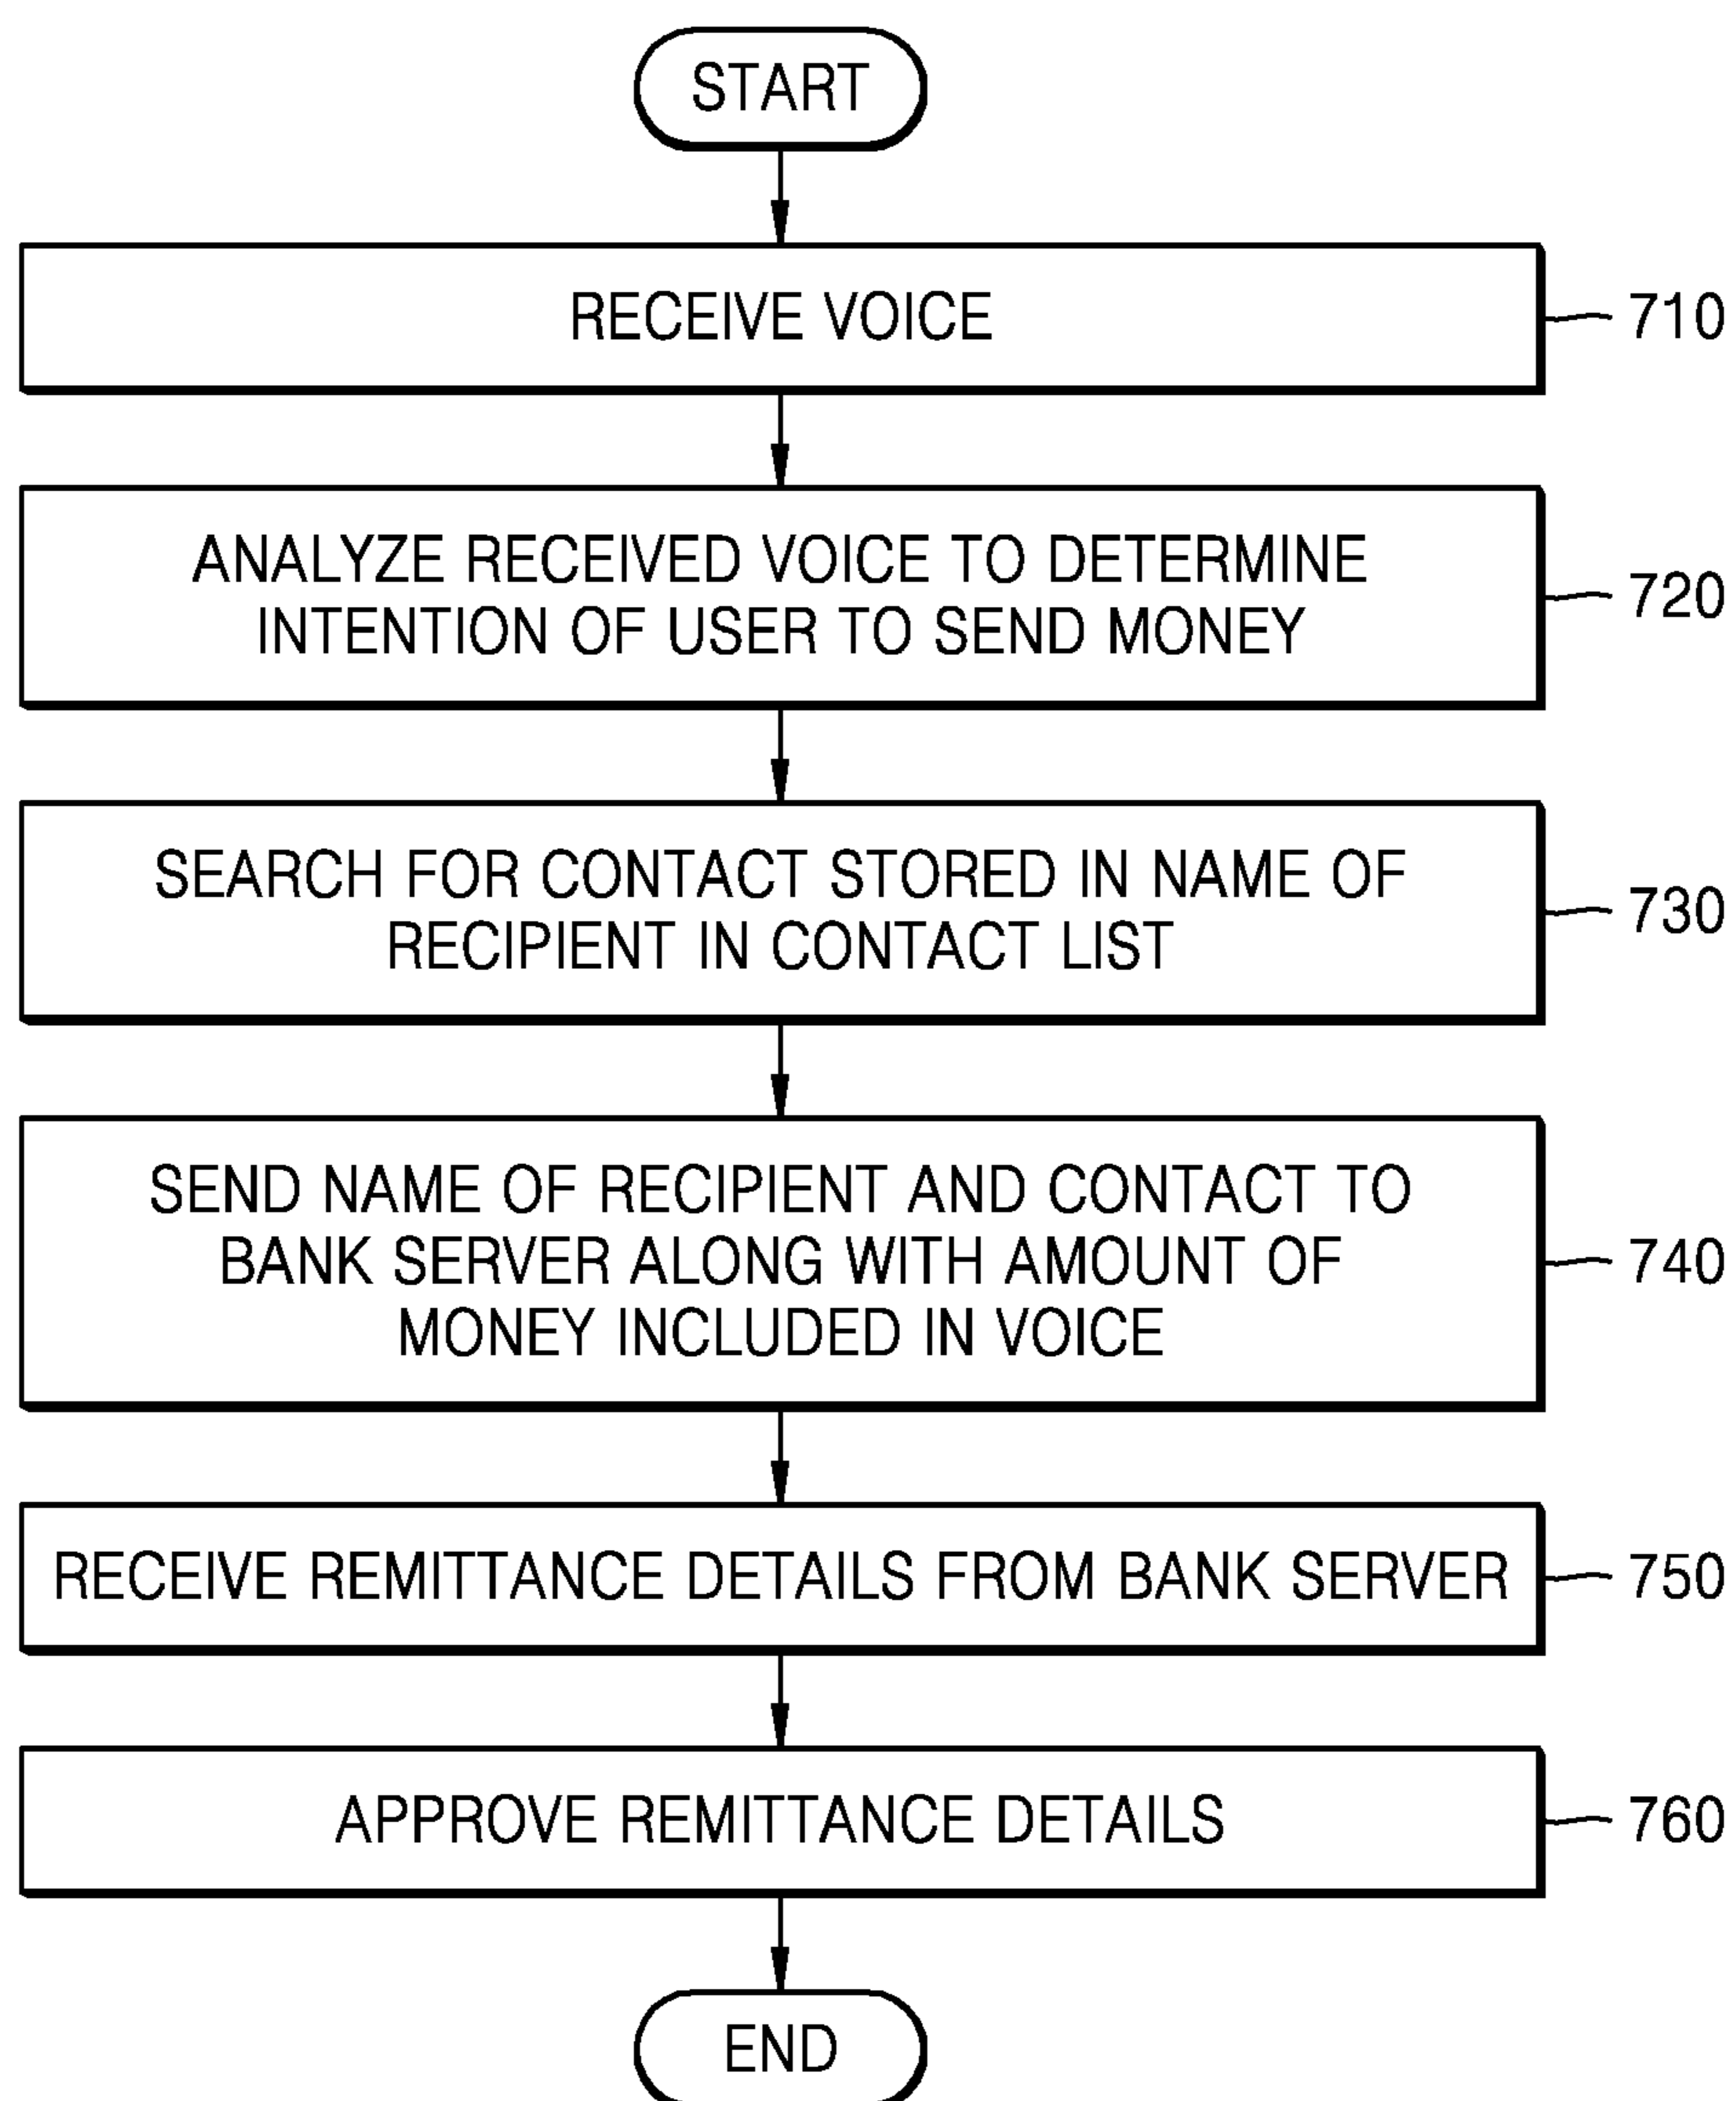 START
RECEIVE VOICE
710
ANALYZE RECEIVED VOICE TO DETERMINE
INTENTION OF USER TO SEND MONEY
720
SEARCH FOR CONTACT STORED IN NAME OF
RECIPIENT IN CONTACT LIST
730
SEND NAME OF RECIPIENT AND CONTACT TO
BANK SERVER ALONG WITH AMOUNT OF
MONEY INCLUDED IN VOICE
740
RECEIVE REMITTANCE DETAILS FROM BANK SERVER
750
APPROVE REMITTANCE DETAILS
760
END